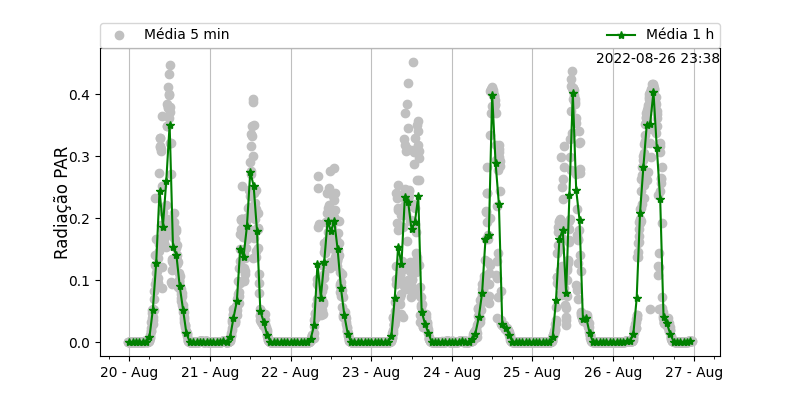 Média 5 min
Média 1 h
2022-08-26 23:38
Radiação PAR
0.4
0.3
0.2
0.1
0.0
20 - Aug
21 - Aug
22 - Aug
23 - Aug
24 - Aug
25 - Aug
26 - Aug
27 - Aug